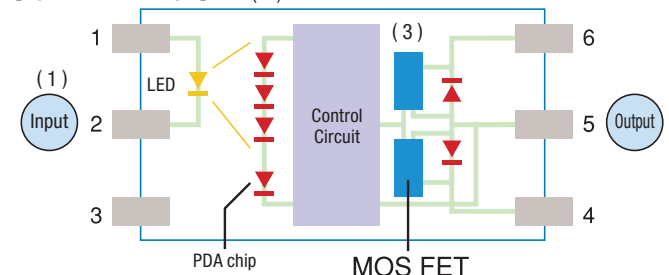 1
(1)
Input
2
3
LED
PDA chip
Control
Circuit
(3)
MOS FET
6
5
Output
4